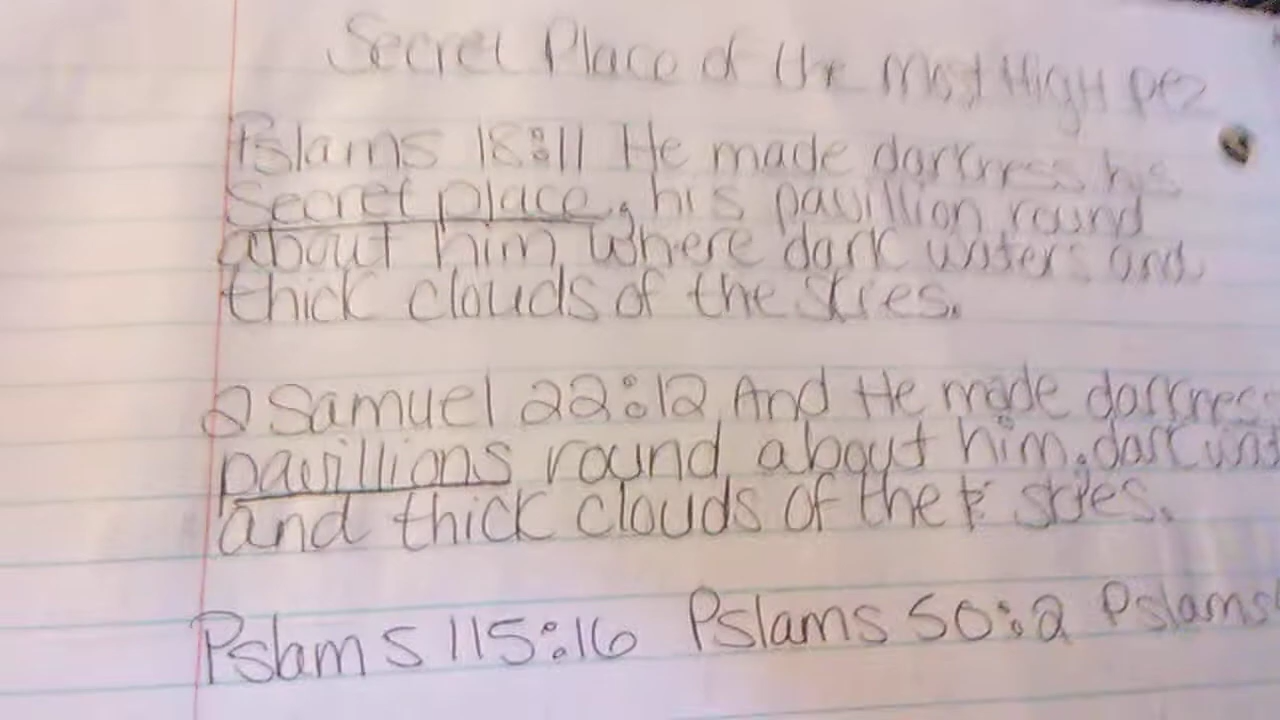 Secret Place of the Most High pt2
Pslams 18:11 He made darkness his
Secret place, his pavillion round
about him, where dark waters and
thick clouds of the skies.
2 Samuel 22:12 And He made darkness
pavillions round about him, dark
and thick clouds of the skies.
Pslams 115:16 Pslams 50:2 Pslams